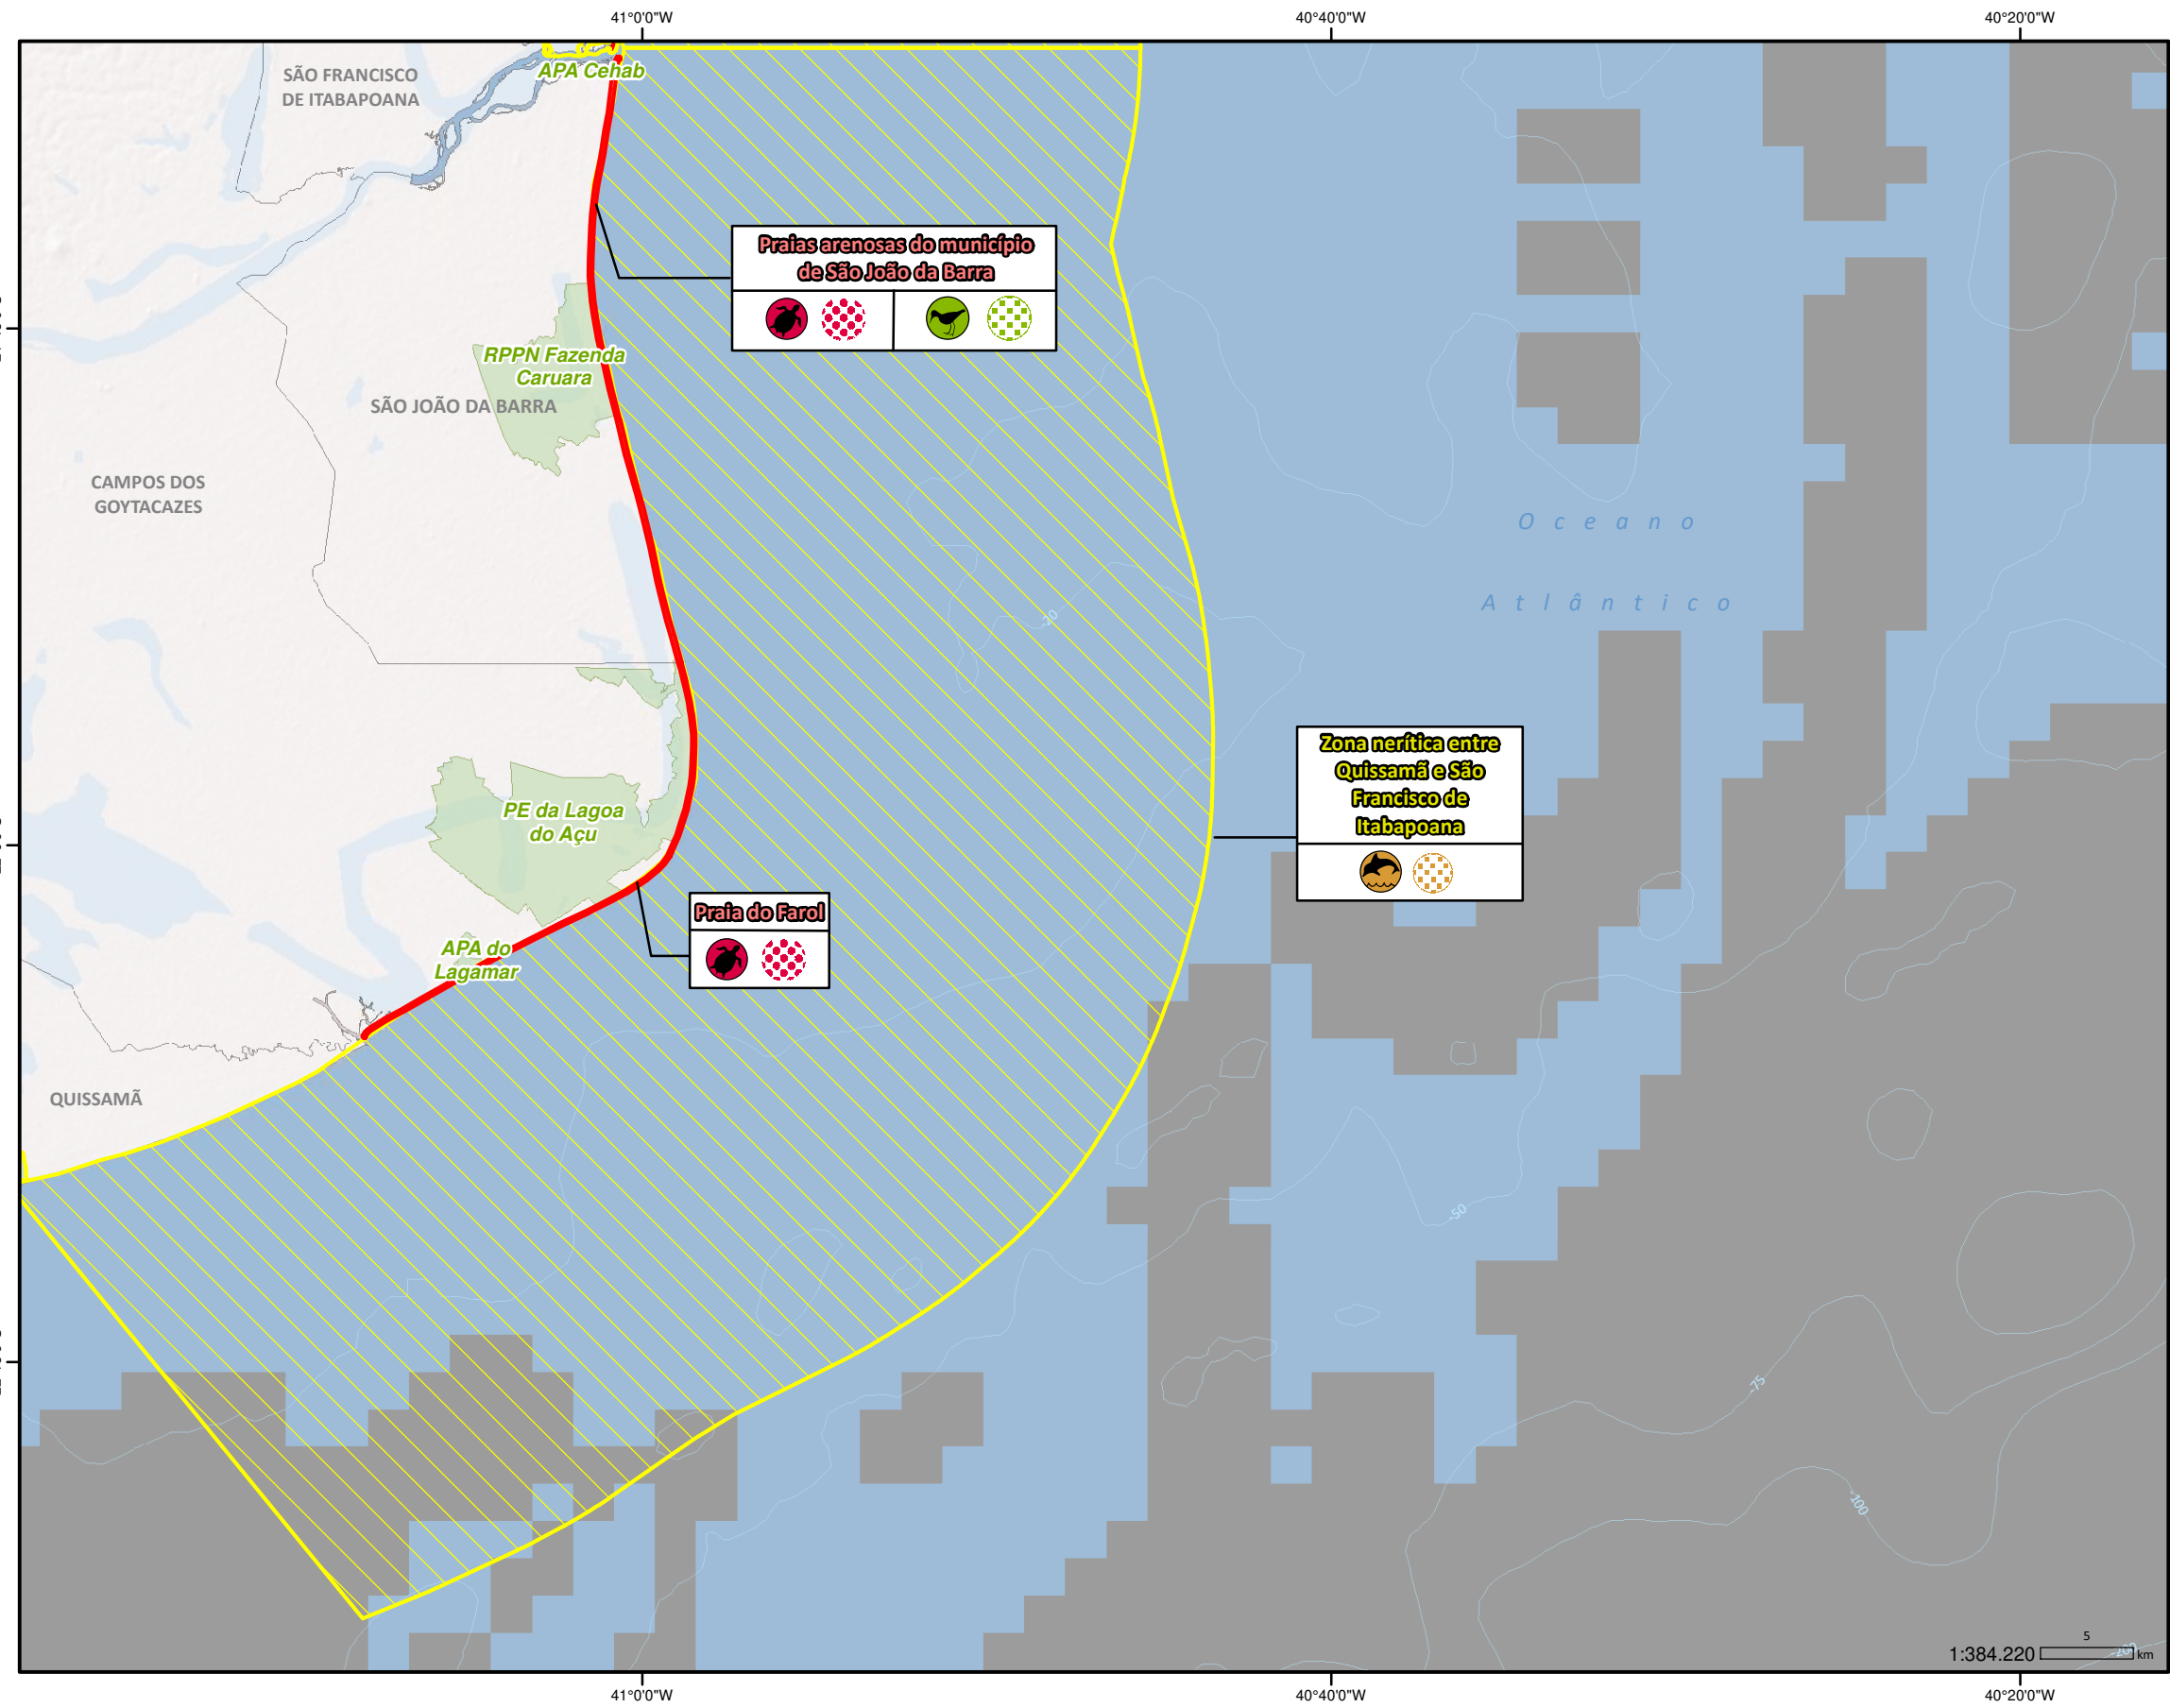 41°0'0"W
40°40'0"W
40°20'0"W
SÃO FRANCISCO
DE ITABAPOANA
APA Cehab
Praias arenosas do município
de São João da Barra
RPPN Fazenda
Caruara
SÃO JOÃO DA BARRA
CAMPOS DOS
GOYTACAZES
Oceano
Atlântico
-20
Zona nerítica entre
Quissamã e São
Francisco de
Itabapoana
PE da Lagoa
do Açu
Praia do Farol
APA do
Lagamar
QUISSAMÃ
-50
-75
-100
5
1:384.220
km
-200
41°0'0"W
40°40'0"W
40°20'0"W